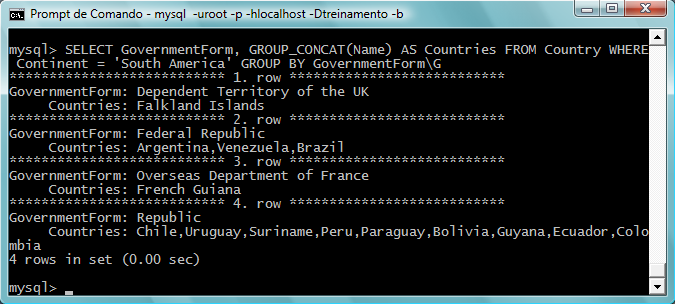 Prompt de Comando - mysql  -uroot -p -hlocalhost -Dtreinamento -b
mysql> SELECT GovernmentForm, GROUP_CONCAT(Name) AS Countries FROM Country WHERE
 Continent = 'South America' GROUP BY GovernmentForm\G
*************************** 1. row ***************************
GovernmentForm: Dependent Territory of the UK
     Countries: Falkland Islands
*************************** 2. row ***************************
GovernmentForm: Federal Republic
     Countries: Argentina,Venezuela,Brazil
*************************** 3. row ***************************
GovernmentForm: Overseas Department of France
     Countries: French Guiana
*************************** 4. row ***************************
GovernmentForm: Republic
     Countries: Chile,Uruguay,Suriname,Peru,Paraguay,Bolivia,Guyana,Ecuador,Colo
mbia
4 rows in set (0.00 sec)
mysql> _